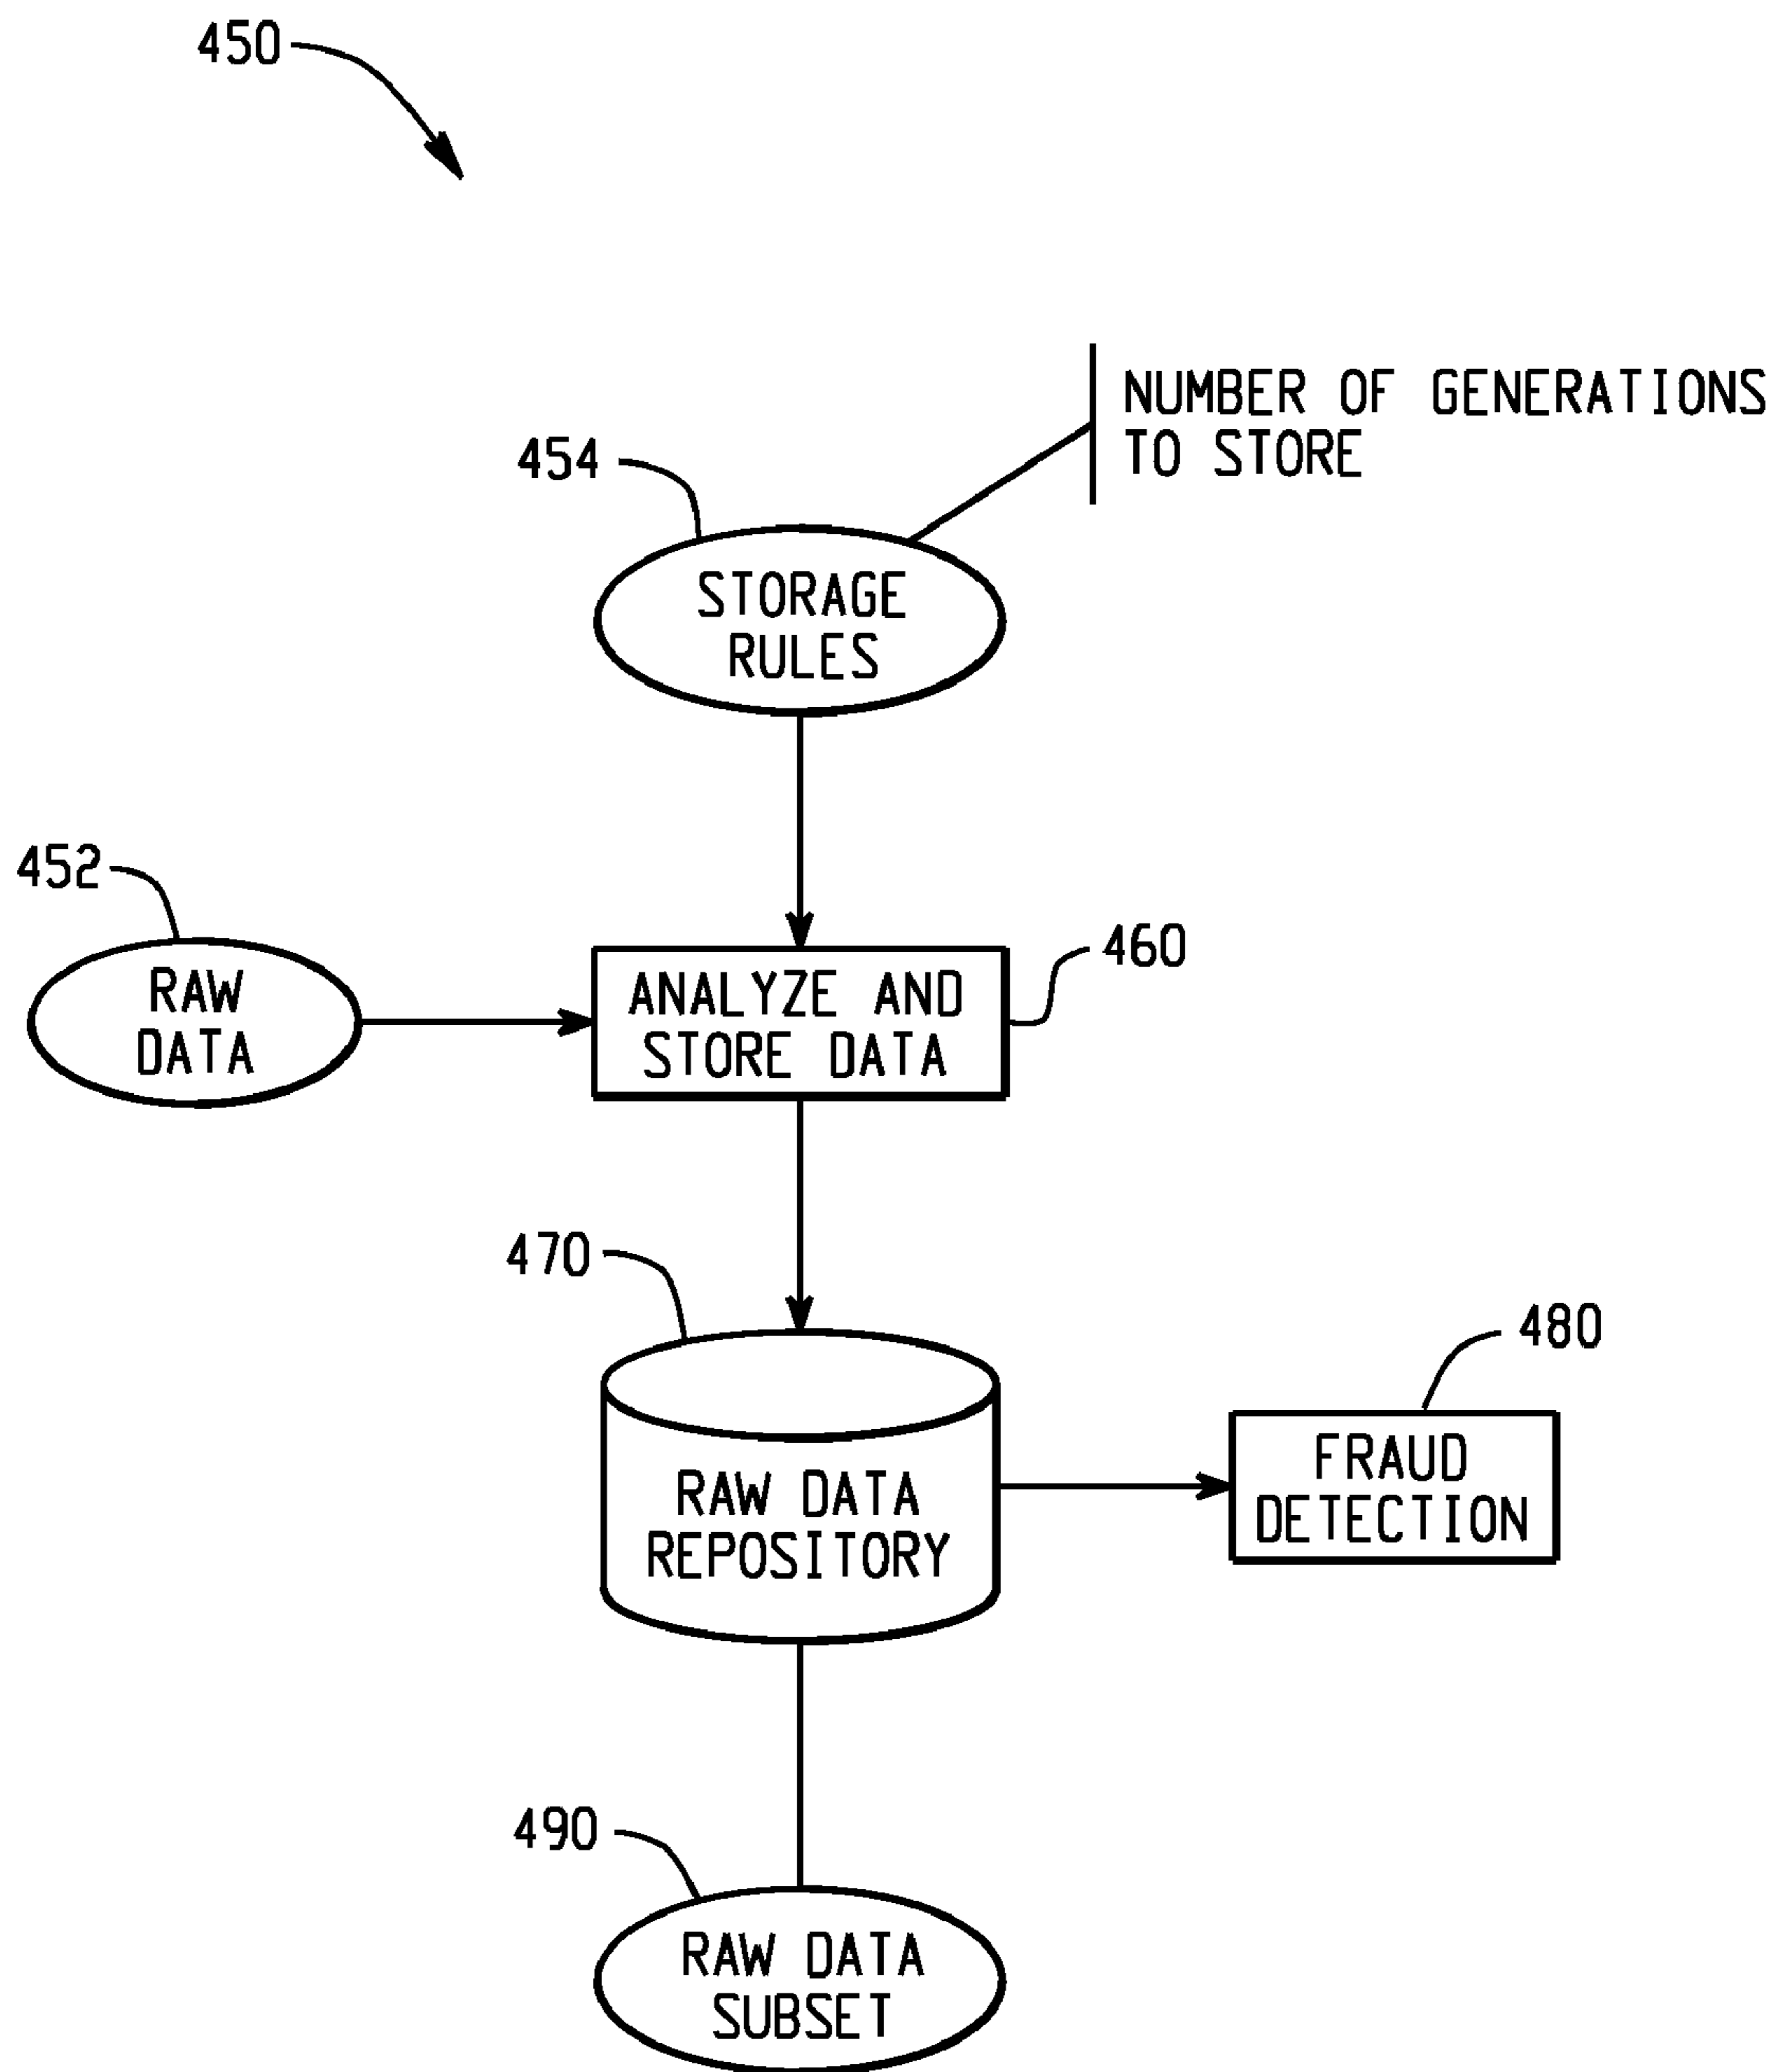 450
NUMBER OF GENERATIONS
TO STORE
454
STORAGE
RULES
452
RAW
DATA
ANALYZE AND
STORE DATA
460
470
RAW DATA
REPOSITORY
480
FRAUD
DETECTION
490
RAW DATA
SUBSET